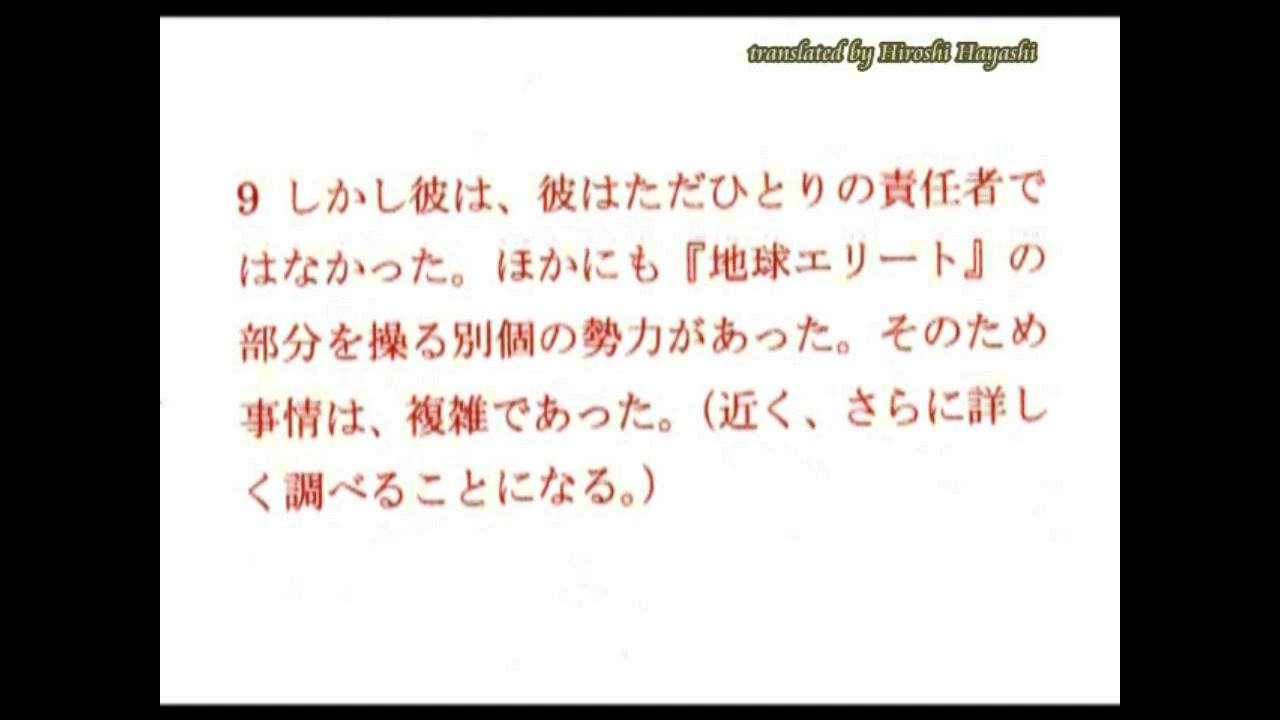 translated by Hiroshi Hayashi
9 しかし彼は、彼はただひとりの責任者で
はなかった。ほかにも『地球エリート』の
部分を操る別個の勢力があった。そのため
事情は、複雑であった。（近く、さらに詳し
く調べることになる。）